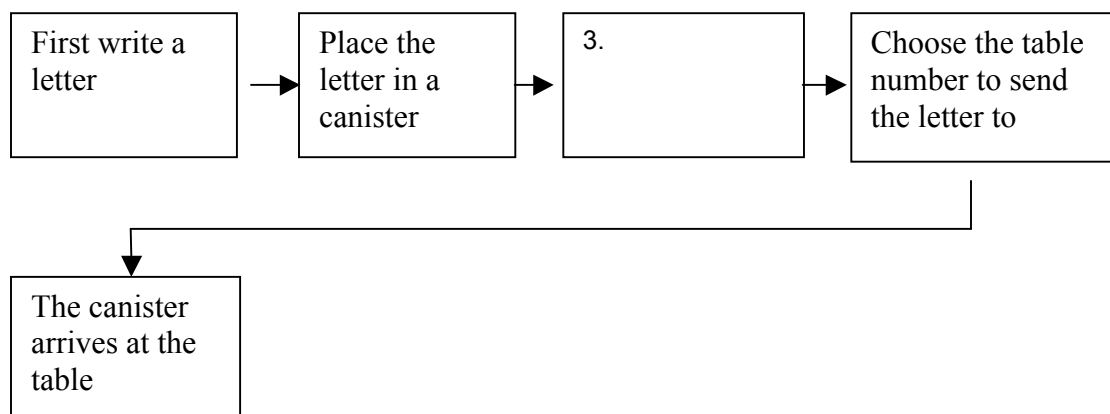 First write a
letter
Place the
letter in a
canister
3.
Choose the table
number to send
the letter to
The canister
arrives at the
table